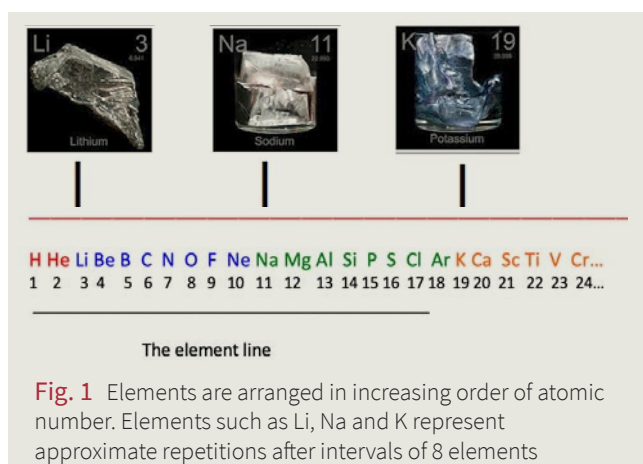 Li 3
6.941
Lithium
Na 11
Sodium
K 19
Potassium
H He Li Be B C N O F Ne Na Mg Al Si P S Cl Ar K Ca Sc Ti V Cr...
1 2 3 4 5 6 7 8 9 10 11 12 13 14 15 16 17 18 19 20 21 22 23 24...
The element line
Fig. 1 Elements are arranged in increasing order of atomic
number. Elements such as Li, Na and K represent
approximate repetitions after intervals of 8 elements